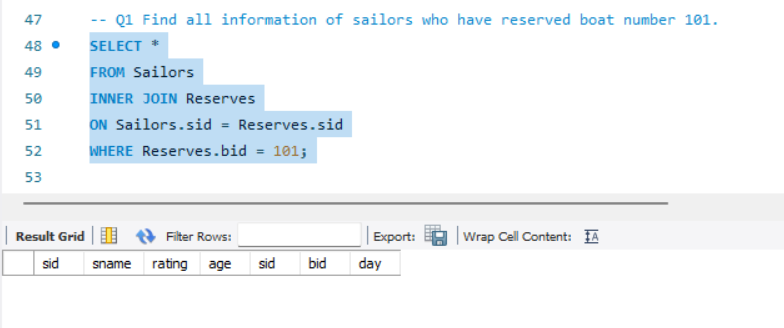 47 -- Q1 Find all information of sailors who have reserved boat number 101.
48 SELECT *
49 FROM Sailors
50 INNER JOIN Reserves
51 ON Sailors.sid = Reserves.sid
52 WHERE Reserves.bid = 101;
53
Result Grid Filter Rows: Export: Wrap Cell Content: IA
sid sname rating age sid bid day